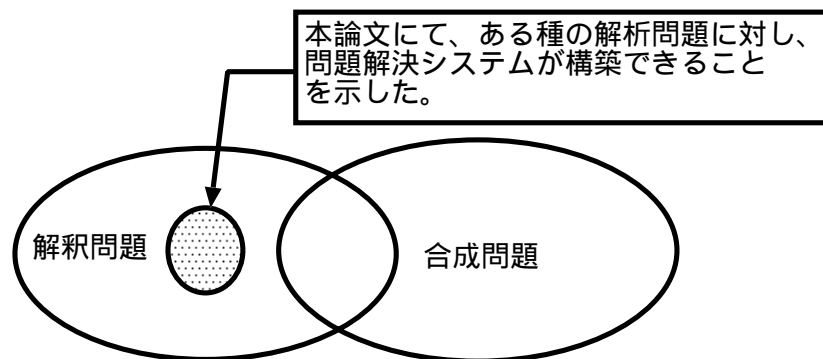 本論文にて、ある種の解析問題に対し、
問題解決システムが構築できること
を示した。
解釈問題
合成問題